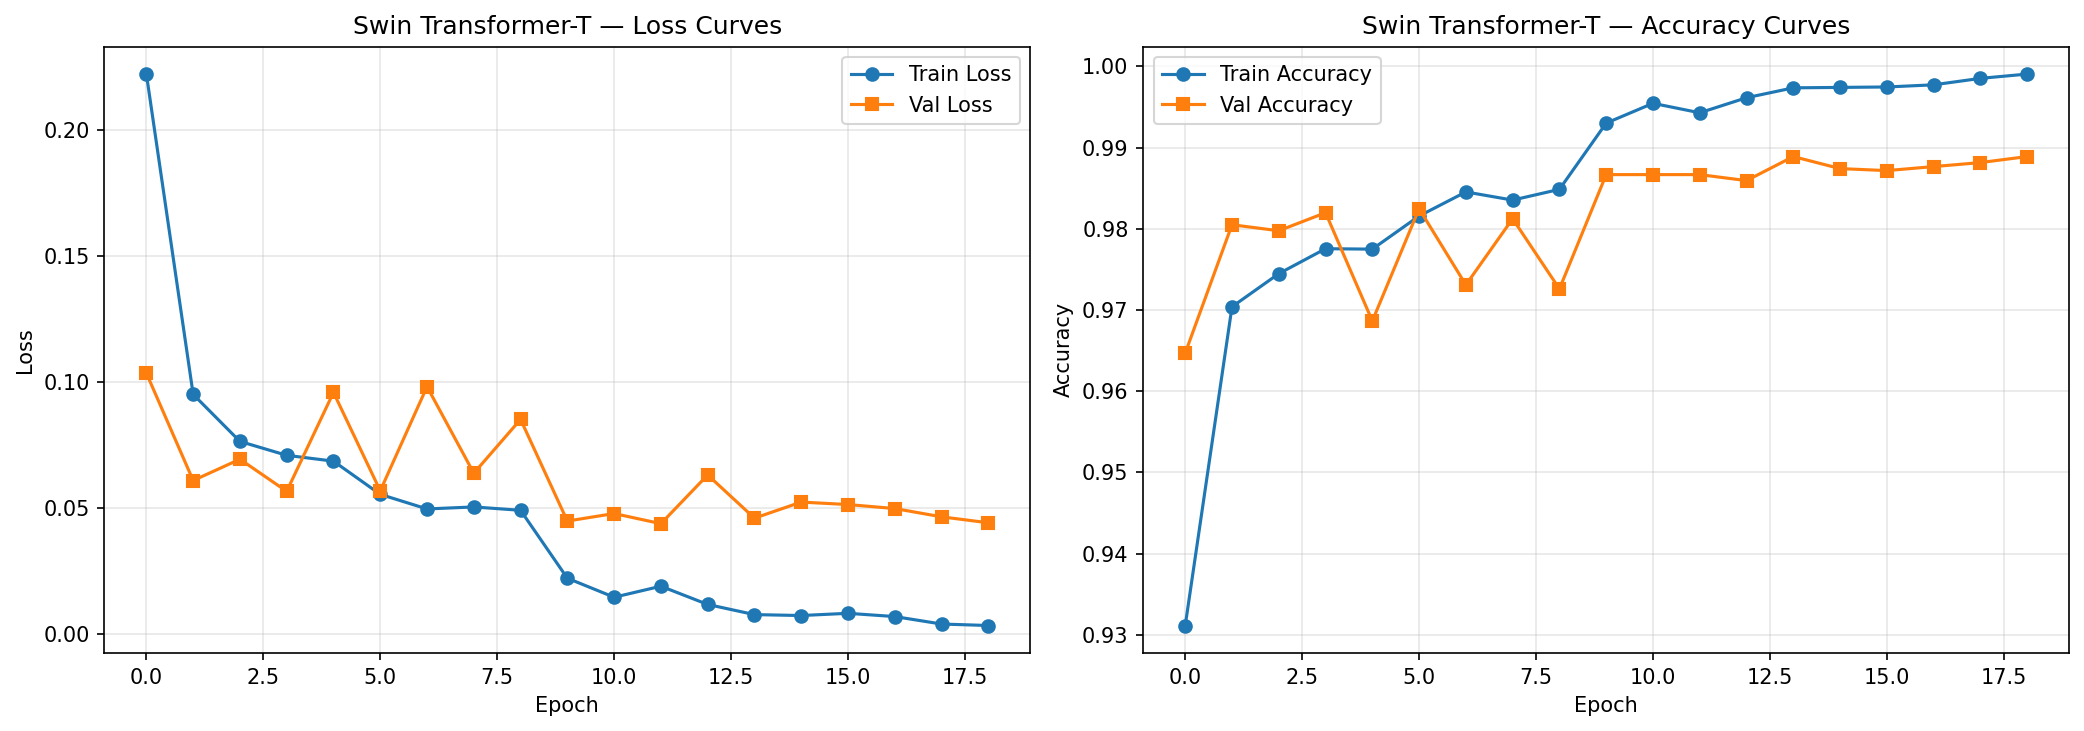 Swin Transformer-T — Loss Curves
Train Loss
Val Loss
0.20
0.15
0.10
0.05
0.00
Loss
0.0 2.5 5.0 7.5 10.0 12.5 15.0 17.5
Epoch
Swin Transformer-T — Accuracy Curves
Train Accuracy
Val Accuracy
1.00
0.99
0.98
0.97
0.96
0.95
0.94
0.93
Accuracy
0.0 2.5 5.0 7.5 10.0 12.5 15.0 17.5
Epoch